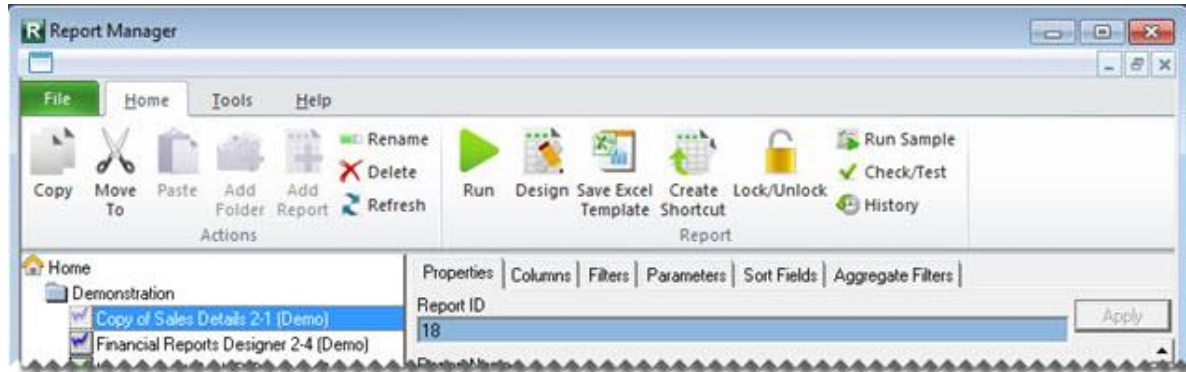 Report Manager
File Home Tools Help
Copy Move To Paste Add Folder Add Report Rename Delete Refresh
Actions
Run Design Save Excel Template Create Shortcut Lock/Unlock Run Sample Check/Test History
Report
Home
Demonstration
Copy of Sales Details 2-1 (Demo)
Financial Reports Designer 2-4 (Demo)
Properties Columns Filters Parameters Sort Fields Aggregate Filters
Report ID
18
Apply